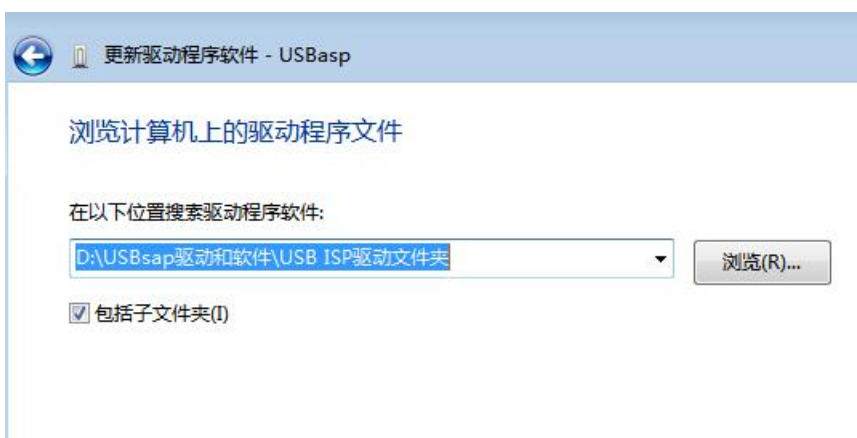 更新驱动程序软件 - USBasp
浏览计算机上的驱动程序文件
在以下位置搜索驱动程序软件:
D:\USBsap驱动和软件\USB ISP驱动文件夹
浏览(R)...
包括子文件夹(I)